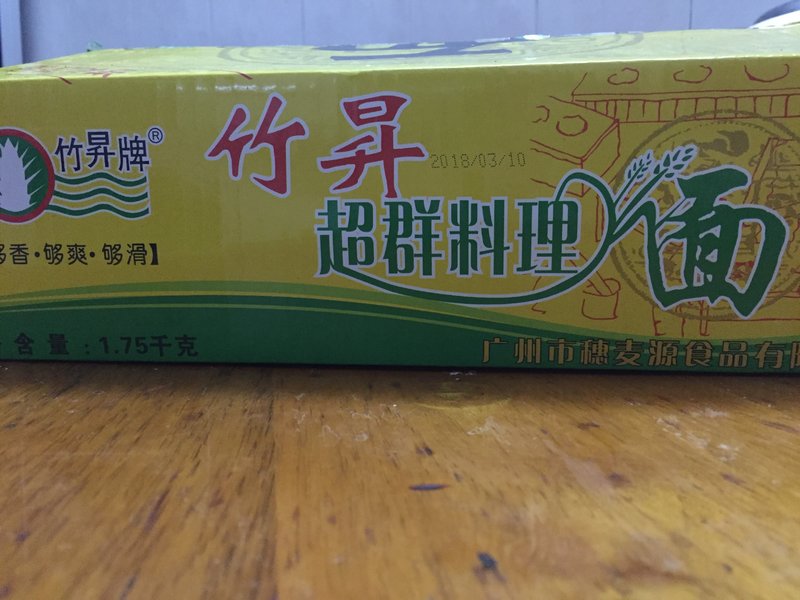 竹昇牌®
竹昇
2018/03/10
超群料理面
够香·够爽·够滑】
含量:1.75千克
广州市穗麦源食品有限